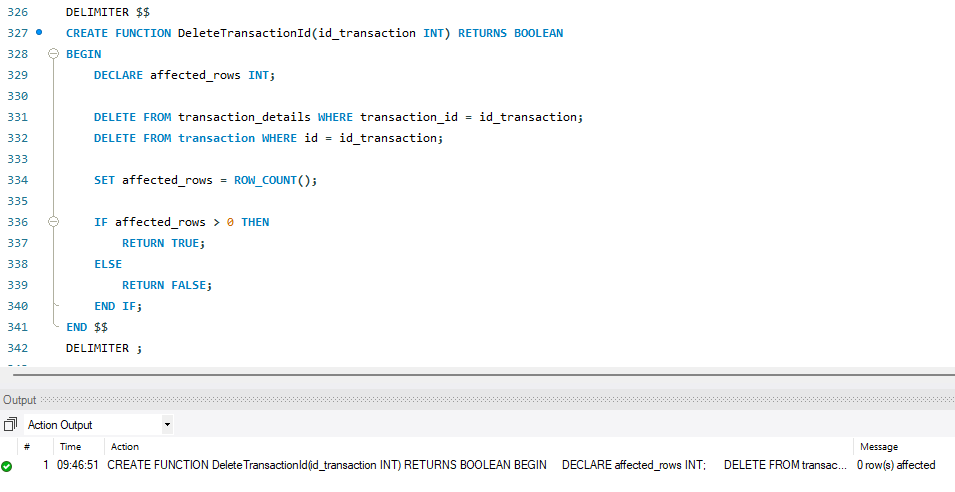 326 DELIMITER $$
327 CREATE FUNCTION DeleteTransactionId(id_transaction INT) RETURNS BOOLEAN
328 BEGIN
329 DECLARE affected_rows INT;
330
331 DELETE FROM transaction_details WHERE transaction_id = id_transaction;
332 DELETE FROM transaction WHERE id = id_transaction;
333
334 SET affected_rows = ROW_COUNT();
335
336 IF affected_rows > 0 THEN
337 RETURN TRUE;
338 ELSE
339 RETURN FALSE;
340 END IF;
341 END $$
342 DELIMITER ;
Output
Action Output
# Time Action Message
1 09:46:51 CREATE FUNCTION DeleteTransactionId(id_transaction INT) RETURNS BOOLEAN BEGIN DECLARE affected_rows INT; DELETE FROM transac... 0 row(s) affected